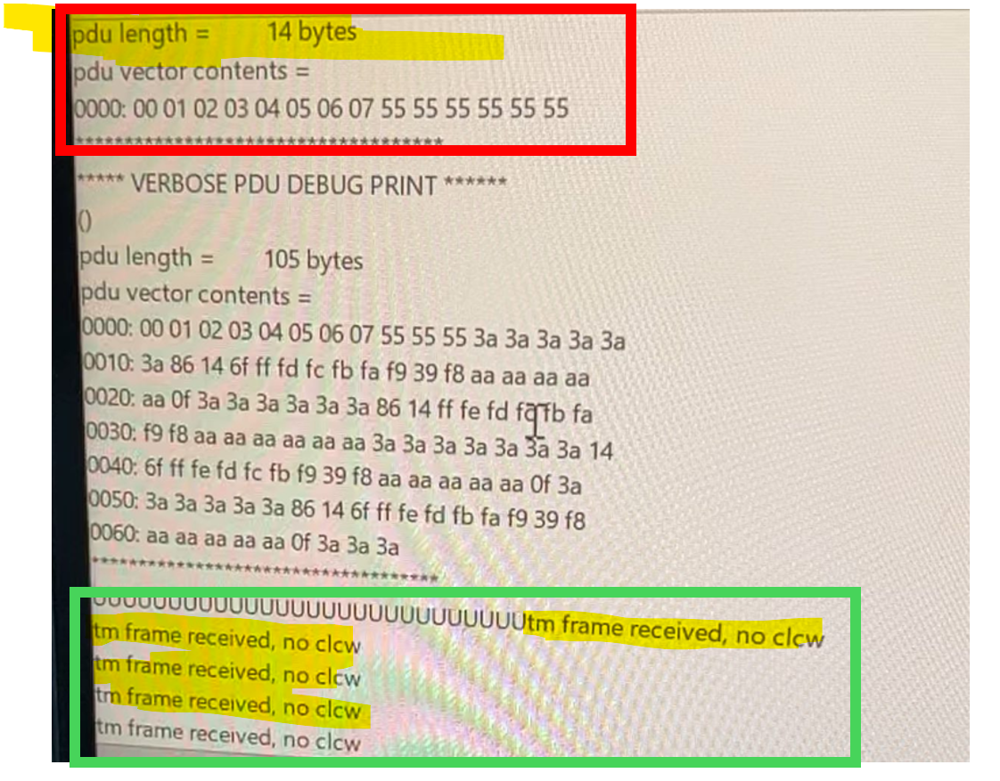 pdu length = 14 bytes
pdu vector contents =
0000: 00 01 02 03 04 05 06 07 55 55 55 55 55 55
***********************************
***** VERBOSE PDU DEBUG PRINT ******
()
pdu length = 105 bytes
pdu vector contents =
0000: 00 01 02 03 04 05 06 07 55 55 55 3a 3a 3a 3a 3a
0010: 3a 86 14 6f ff fd fc fb fa f9 39 f8 aa aa aa aa
0020: aa 0f 3a 3a 3a 3a 3a 3a 86 14 ff fe fd fc fb fa
0030: f9 f8 aa aa aa aa aa aa 3a 3a 3a 3a 3a 3a 3a 14
0040: 6f ff fe fd fc fb f9 39 f8 aa aa aa aa aa 0f 3a
0050: 3a 3a 3a 3a 3a 86 14 6f ff fe fd fb fa f9 39 f8
0060: aa aa aa aa aa 0f 3a 3a 3a
***********************************
UUUUUUUUUUUUUUUUUUUUUUUUUUUUtm frame received, no clcw
tm frame received, no clcw
tm frame received, no clcw
tm frame received, no clcw
tm frame received, no clcw